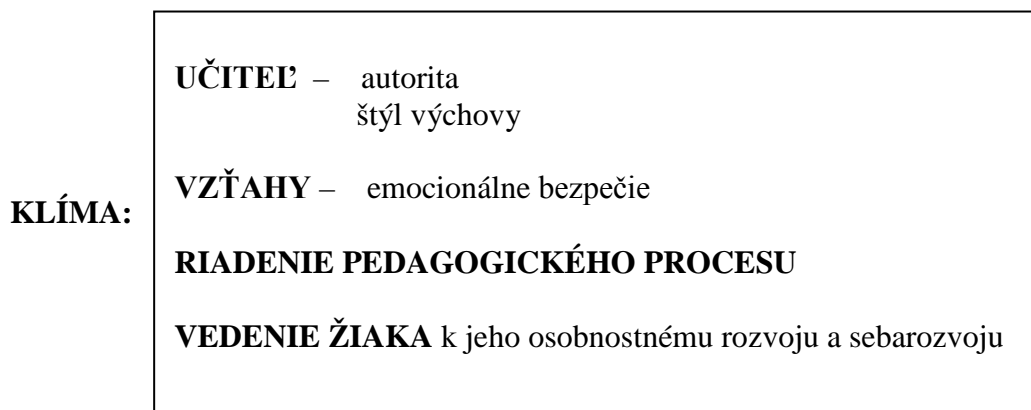 UČITEĽ – autorita
štýl výchovy
VZŤAHY – emocionálne bezpečie
KLÍMA:
RIADENIE PEDAGOGICKÉHO PROCESU
VEDENIE ŽIAKA k jeho osobnostnému rozvoju a sebarozvoju